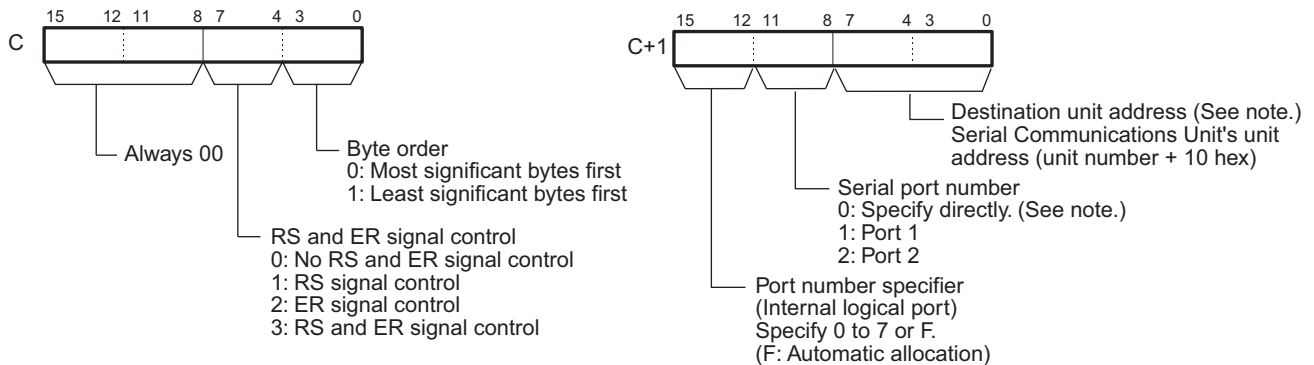 15 12 11 8 7 4 3 0
C
Always 00
Byte order
0: Most significant bytes first
1: Least significant bytes first
RS and ER signal control
0: No RS and ER signal control
1: RS signal control
2: ER signal control
3: RS and ER signal control
15 12 11 8 7 4 3 0
C+1
Destination unit address (See note.)
Serial Communications Unit's unit
address (unit number + 10 hex)
Serial port number
0: Specify directly. (See note.)
1: Port 1
2: Port 2
Port number specifier
(Internal logical port)
Specify 0 to 7 or F.
(F: Automatic allocation)